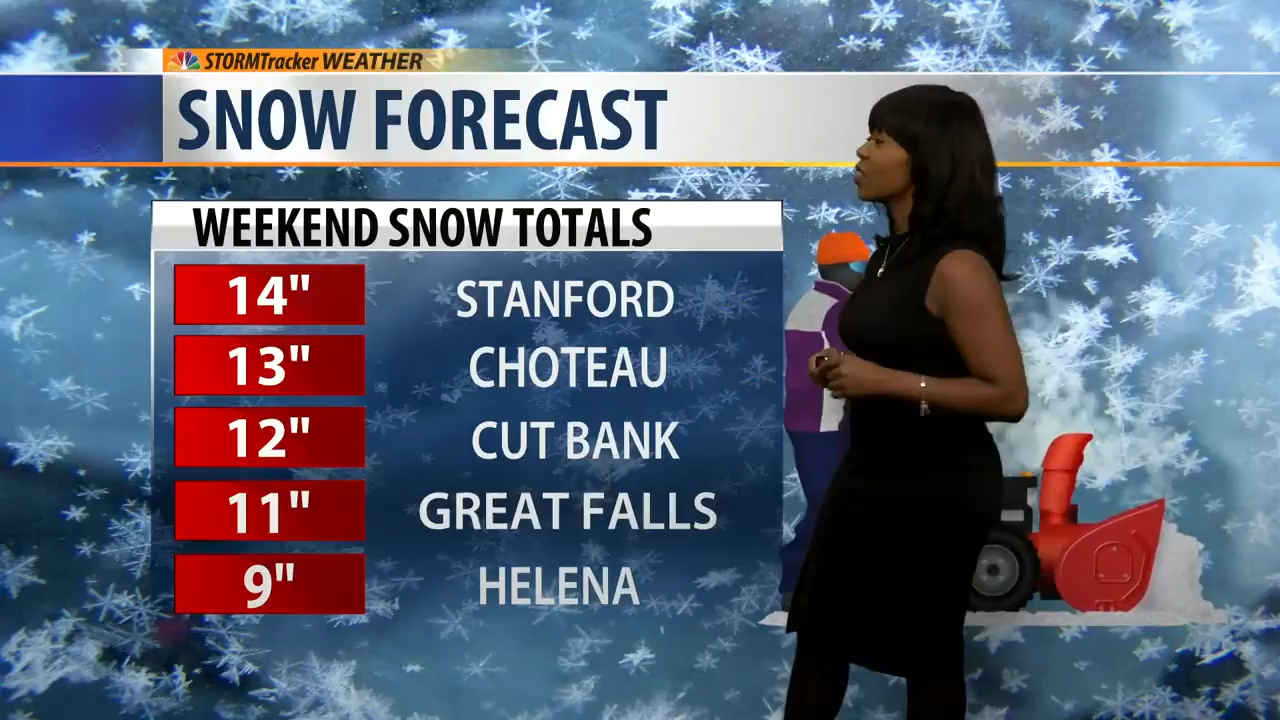 STORMTracker WEATHER
SNOW FORECAST
WEEKEND SNOW TOTALS
14" STANFORD
13" CHOTEAU
12" CUT BANK
11" GREAT FALLS
9" HELENA